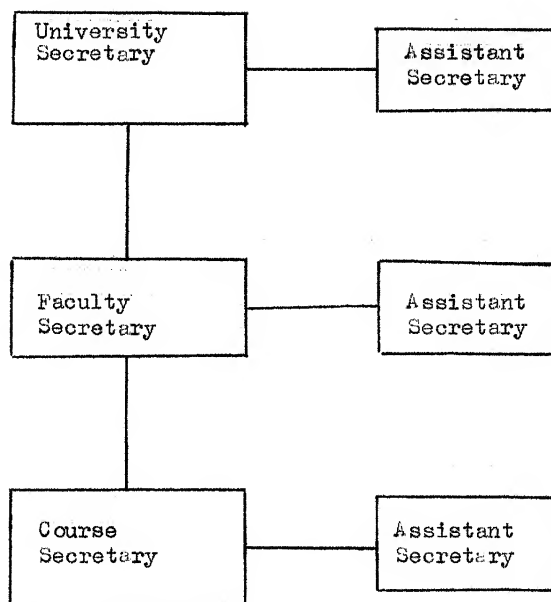 University
Secretary
Assistant
Secretary
Faculty
Secretary
Assistant
Secretary
Course
Secretary
Assistant
Secretary